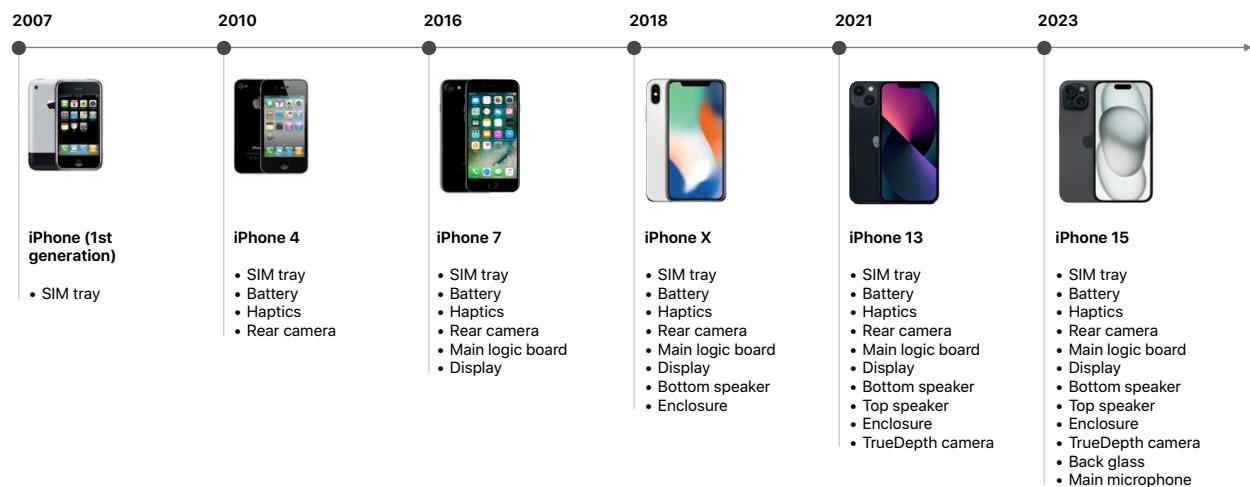 2007
2010
2016
2018
2021
2023
iPhone (1st
generation)
• SIM tray
iPhone 4
• SIM tray
• Battery
• Haptics
• Rear camera
iPhone 7
• SIM tray
• Battery
• Haptics
• Rear camera
• Main logic board
• Display
iPhone X
• SIM tray
• Battery
• Haptics
• Rear camera
• Main logic board
• Display
• Bottom speaker
• Enclosure
iPhone 13
• SIM tray
• Battery
• Haptics
• Rear camera
• Main logic board
• Display
• Bottom speaker
• Top speaker
• Enclosure
• TrueDepth camera
iPhone 15
• SIM tray
• Battery
• Haptics
• Rear camera
• Main logic board
• Display
• Bottom speaker
• Top speaker
• Enclosure
• TrueDepth camera
• Back glass
• Main microphone